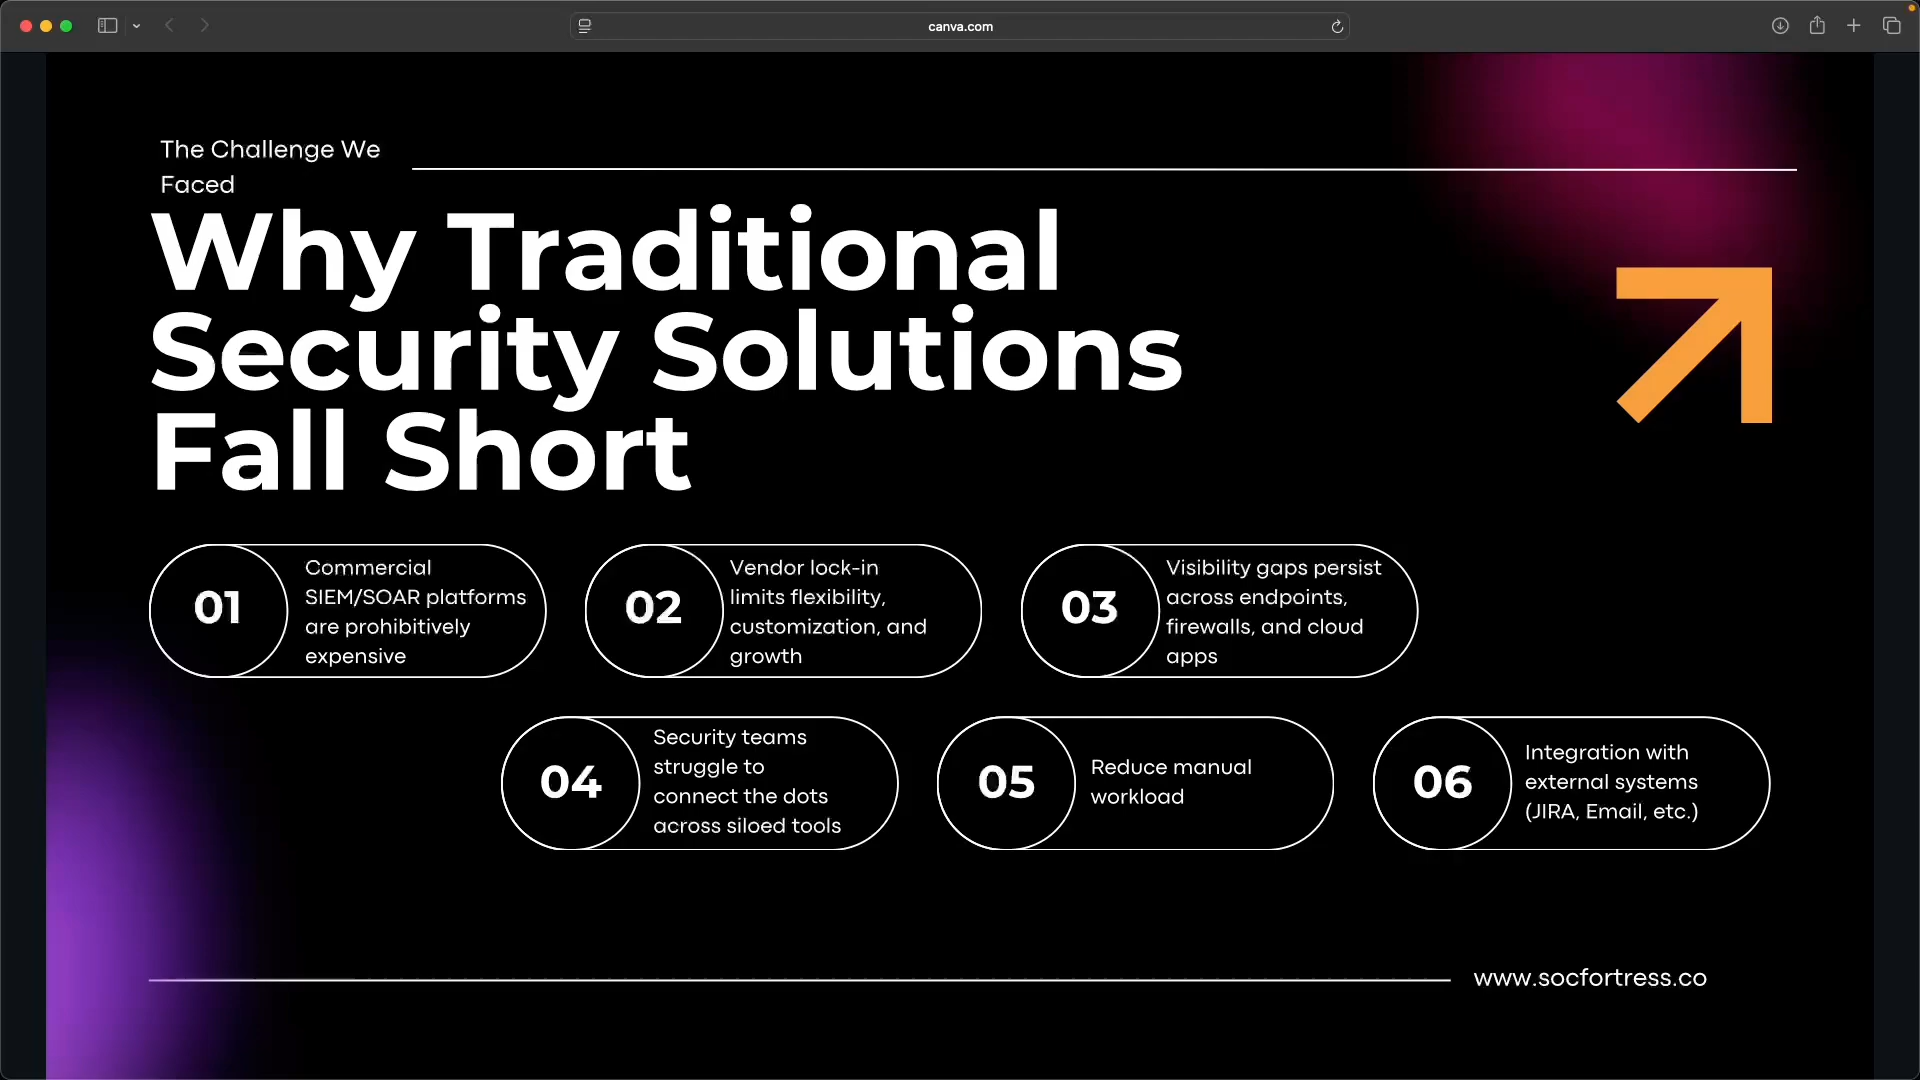 canva.com
The Challenge We
Faced
Why Traditional
Security Solutions
Fall Short
01
Commercial
SIEM/SOAR platforms
are prohibitively
expensive
02
Vendor lock-in
limits flexibility,
customization, and
growth
03
Visibility gaps persist
across endpoints,
firewalls, and cloud
apps
04
Security teams
struggle to
connect the dots
across siloed tools
05
Reduce manual
workload
06
Integration with
external systems
(JIRA, Email, etc.)
www.socfortress.co